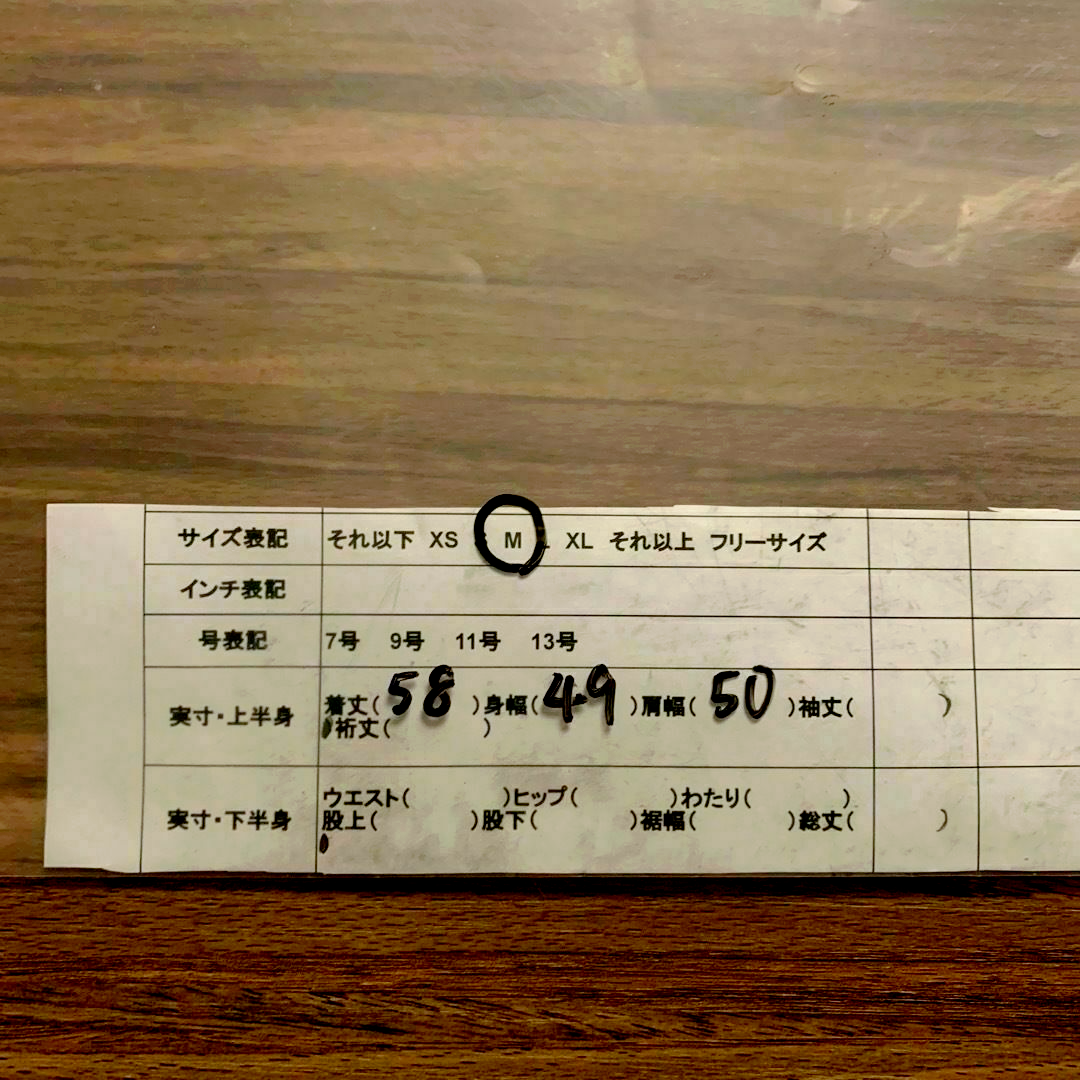 サイズ表記 それ以下 XS M XL それ以上 フリーサイズ
インチ表記
号表記 7号 9号 11号 13号
実寸・上半身 着丈( 58 )身幅( 49 )肩幅( 50 )袖丈( )
裄丈( )
実寸・下半身 ウエスト( )ヒップ( )わたり( )
股上( )股下( )裾幅( )総丈( )